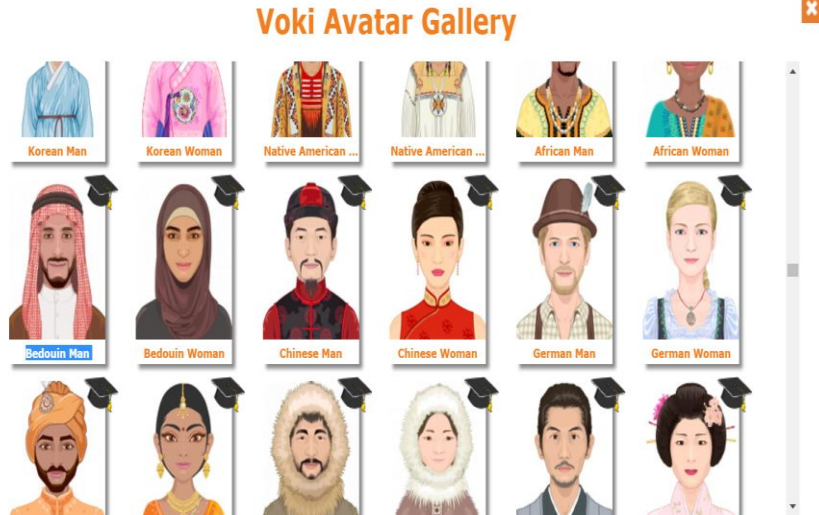 Voki Avatar Gallery
Korean Man Korean Woman Native American ... Native American ... African Man African Woman
Bedouin Man Bedouin Woman Chinese Man Chinese Woman German Man German Woman